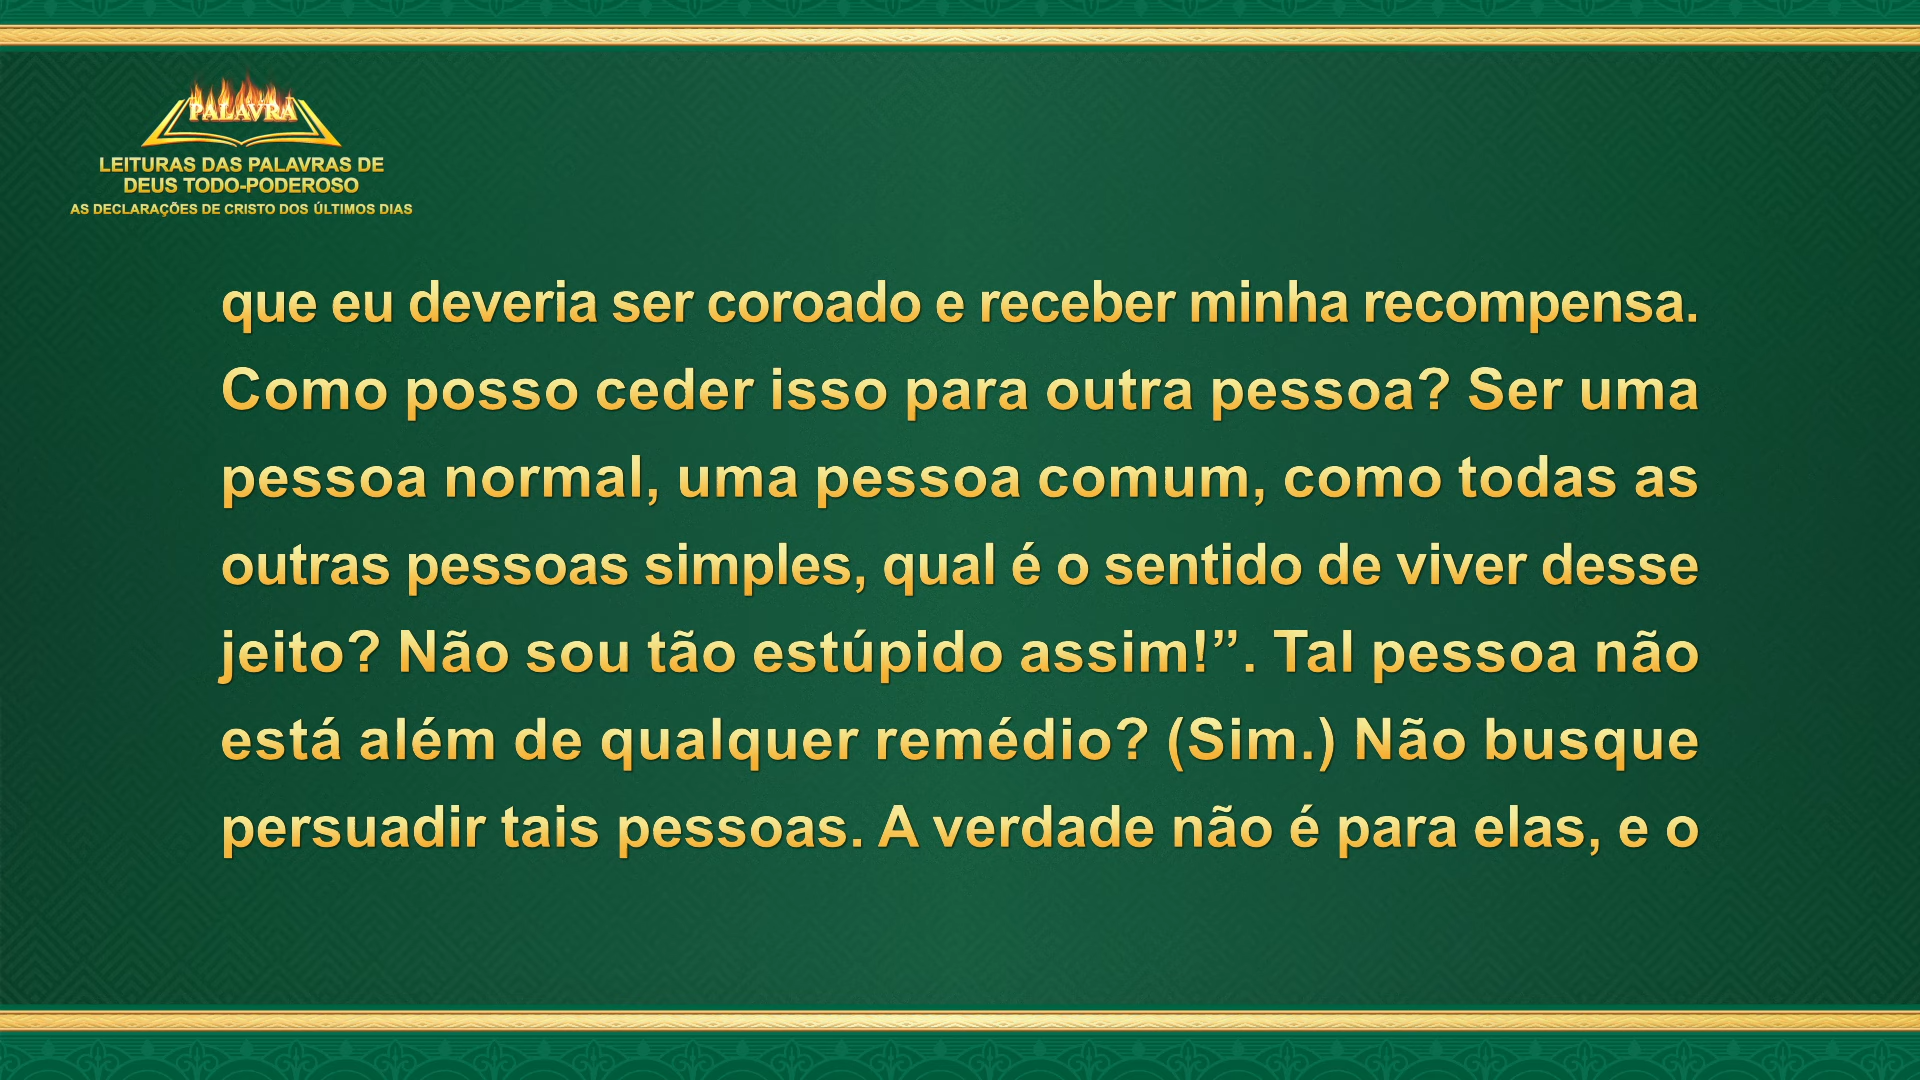 PALAVRA
LEITURAS DAS PALAVRAS DE
DEUS TODO-PODEROSO
AS DECLARAÇÕES DE CRISTO DOS ÚLTIMOS DIAS
que eu deveria ser coroado e receber minha recompensa.
Como posso ceder isso para outra pessoa? Ser uma
pessoa normal, uma pessoa comum, como todas as
outras pessoas simples, qual é o sentido de viver desse
jeito? Não sou tão estúpido assim!”. Tal pessoa não
está além de qualquer remédio? (Sim.) Não busque
persuadir tais pessoas. A verdade não é para elas, e o